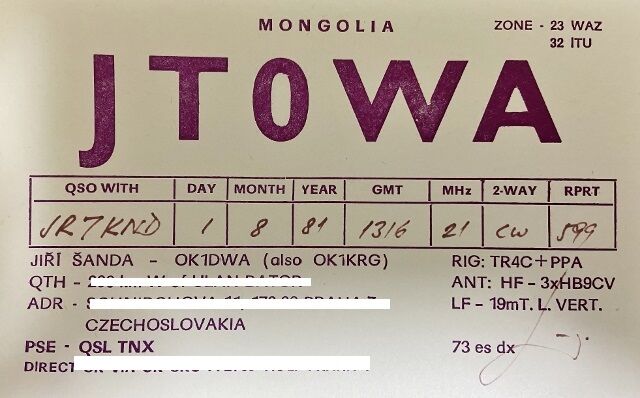 MONGOLIA ZONE - 23 WAZ
32 ITU
JT0WA
QSO WITH DAY MONTH YEAR GMT MHz 2-WAY RPRT
JR7KND 1 8 81 1316 21 CW 599
JIŘÍ ŠANDA - OK1DWA (also OK1KRG) RIG: TR4C+PPA
QTH - ANT: HF - 3xHB9CV
ADR - LF - 19mT. L. VERT.
CZECHOSLOVAKIA
PSE - QSL TNX 73 es dx
DIRECT